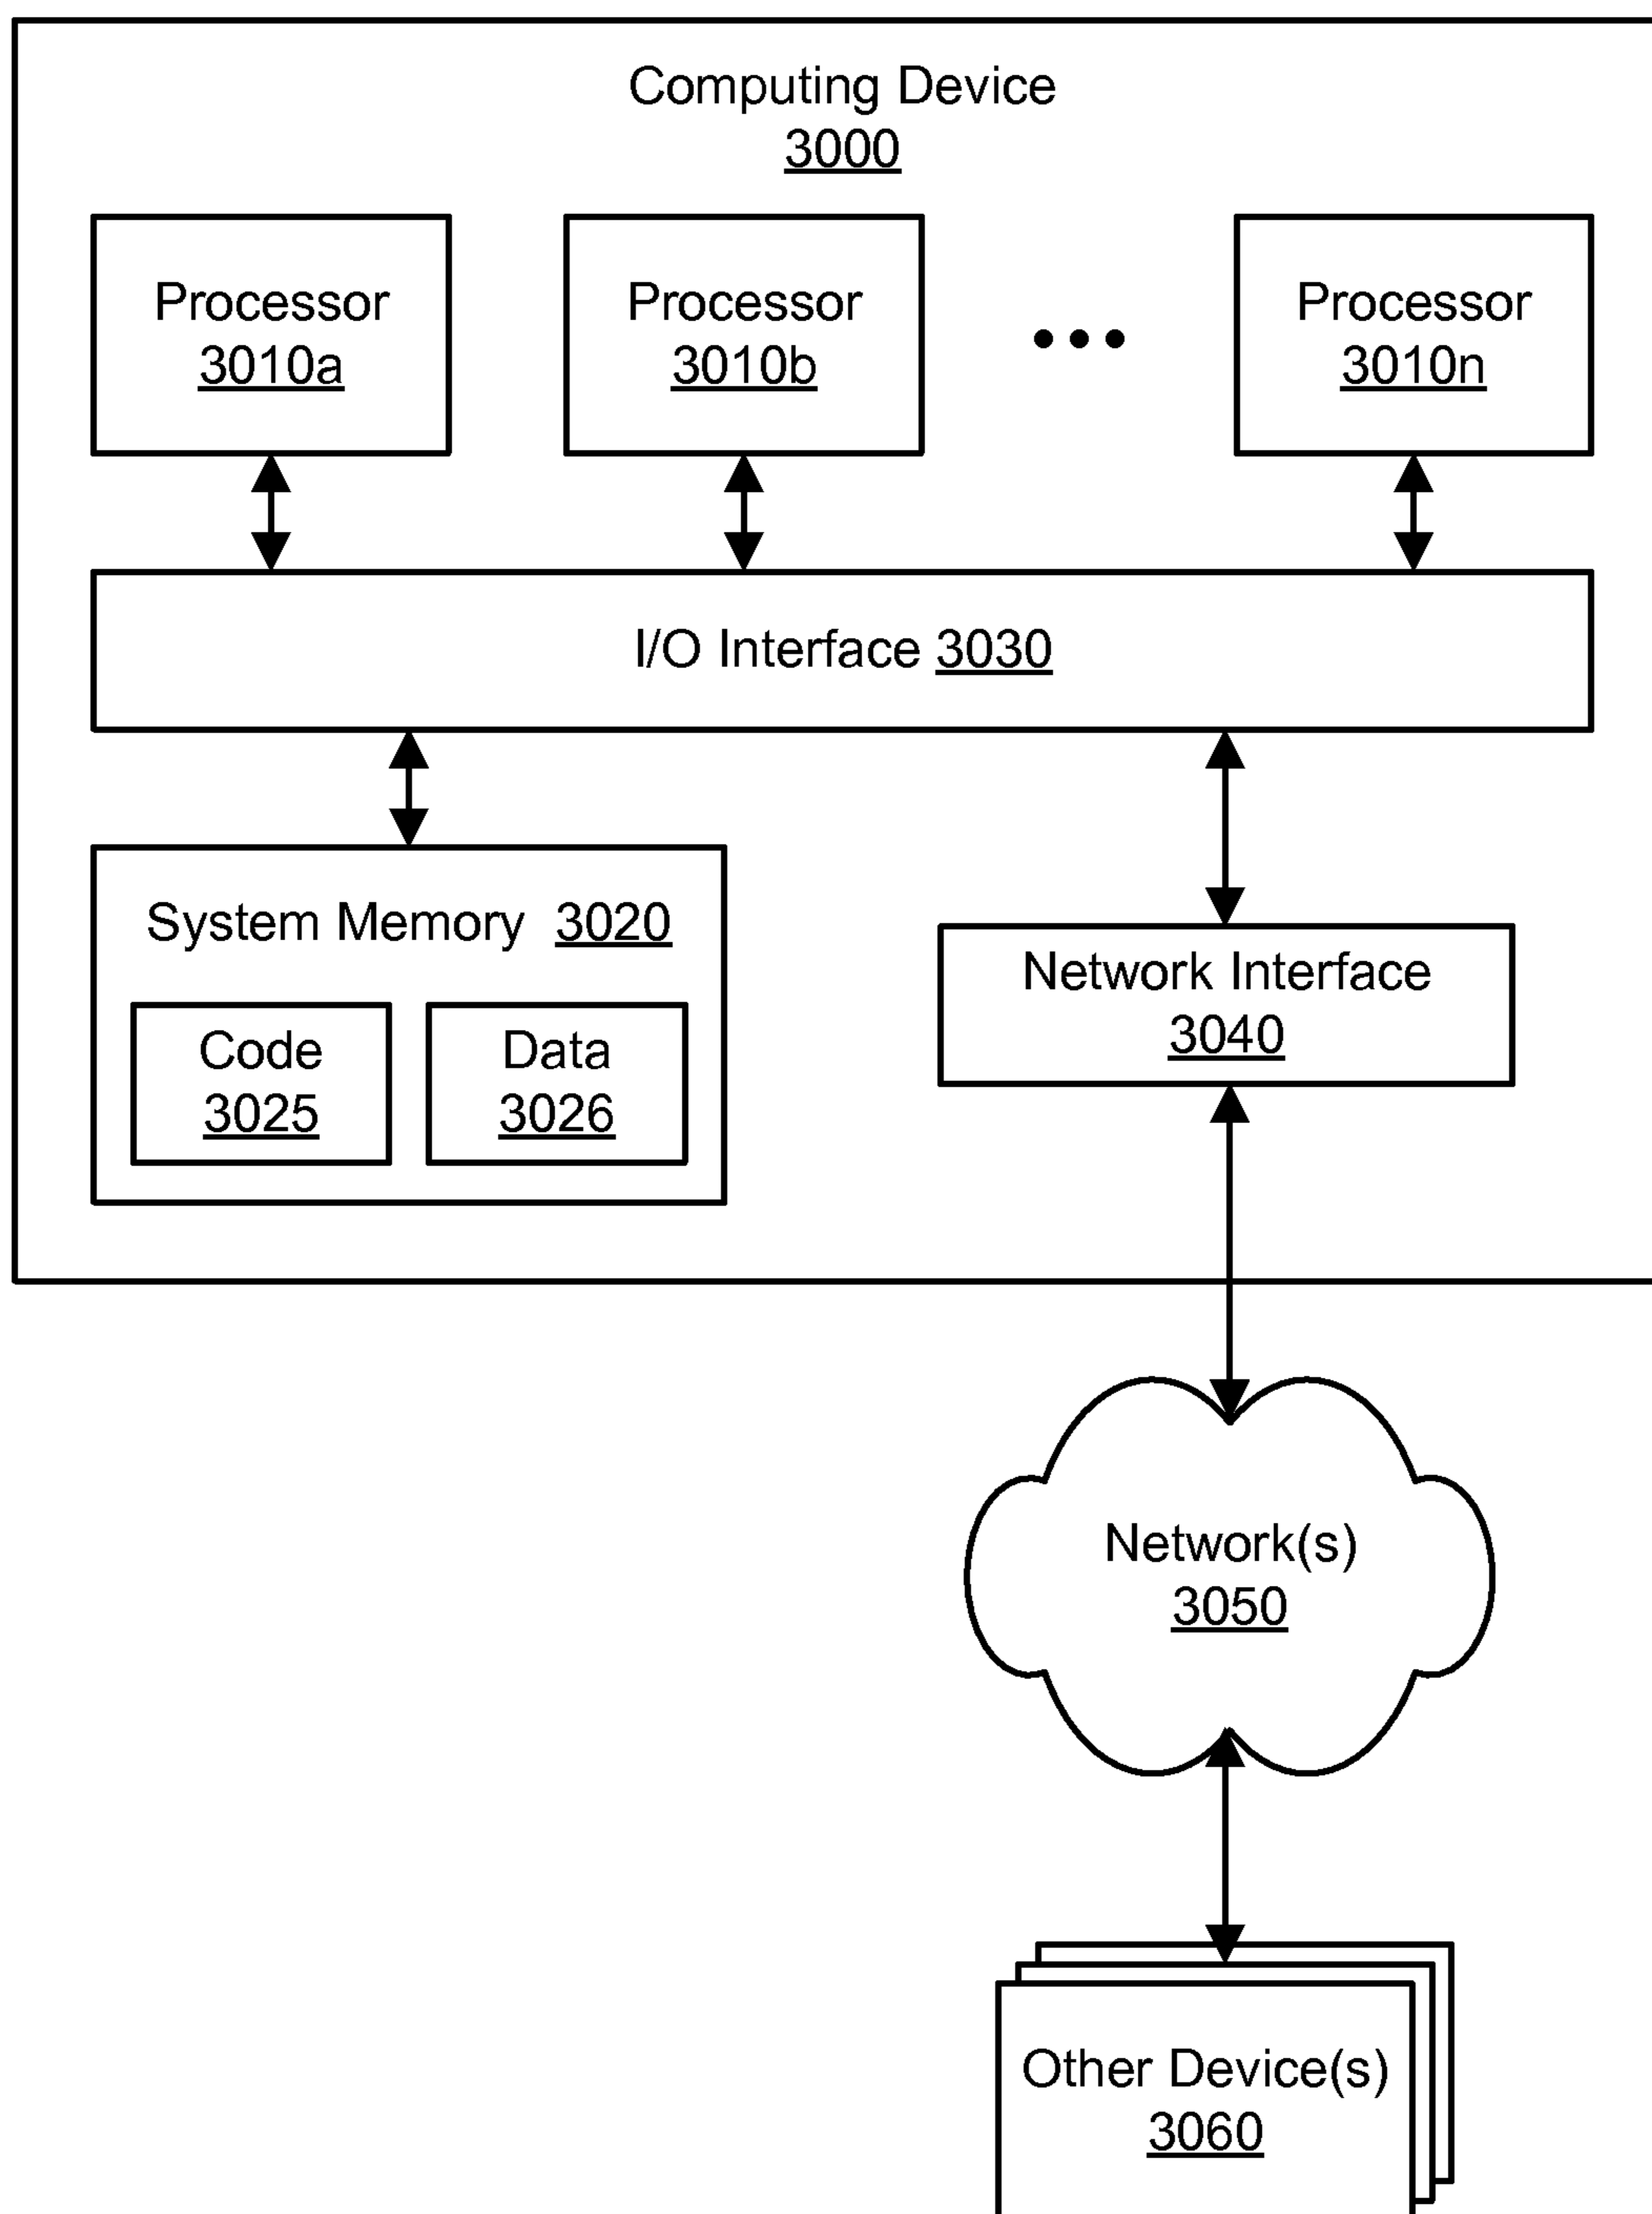 Computing Device
3000
Processor
3010a
Processor
3010b
Processor
3010n
I/O Interface 3030
System Memory 3020
Code
3025
Data
3026
Network Interface
3040
Network(s)
3050
Other Device(s)
3060